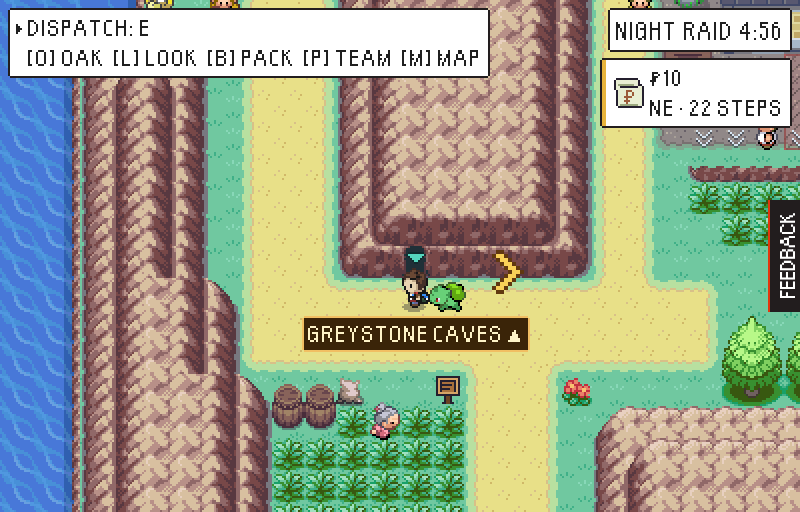 DISPATCH: E
[O] OAK [L] LOOK [B] PACK [P] TEAM [M] MAP
NIGHT RAID 4:56
₽10
NE · 22 STEPS
FEEDBACK
GREYSTONE CAVES ▲